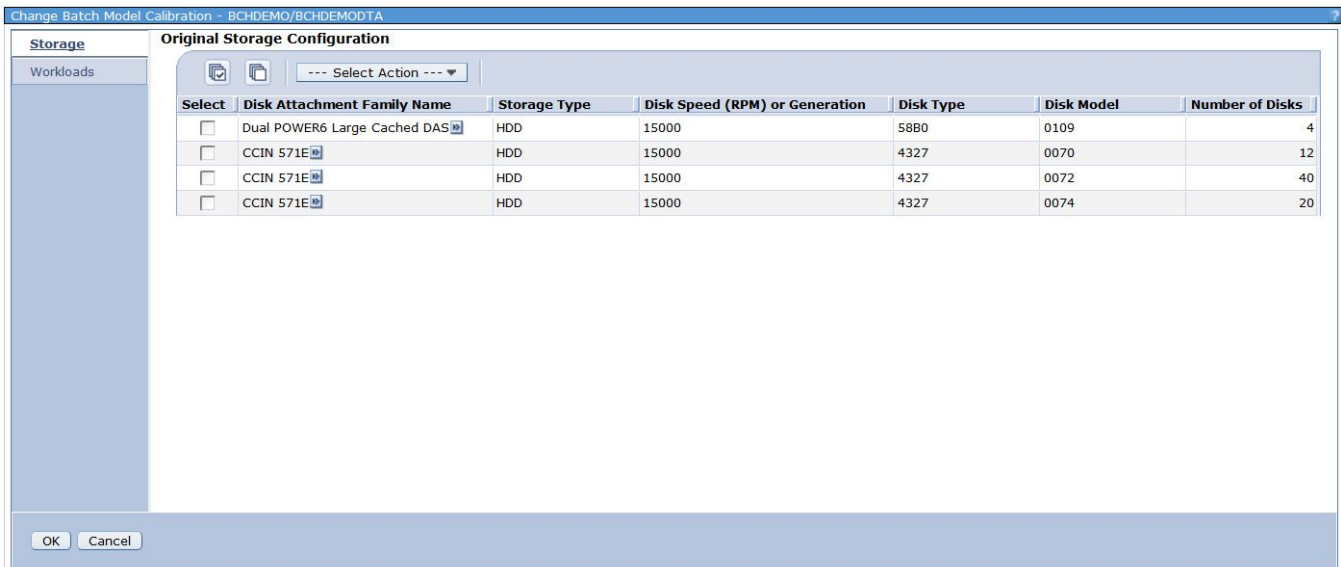 Change Batch Model Calibration - BCHDEMO/BCHDEMODTA ?
Storage
Workloads
Original Storage Configuration
--- Select Action ---
Select Disk Attachment Family Name Storage Type Disk Speed (RPM) or Generation Disk Type Disk Model Number of Disks
Dual POWER6 Large Cached DAS HDD 15000 58B0 0109 4
CCIN 571E HDD 15000 4327 0070 12
CCIN 571E HDD 15000 4327 0072 40
CCIN 571E HDD 15000 4327 0074 20
OK Cancel